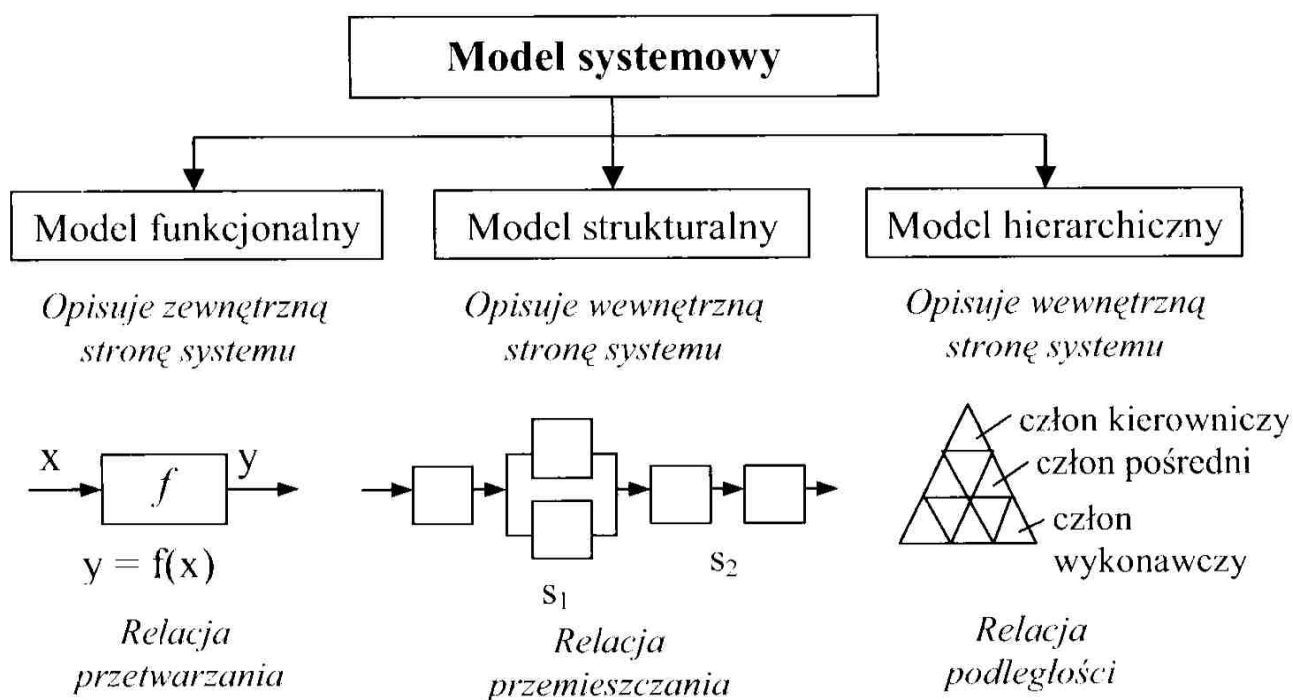 Model systemowy
Model funkcjonalny
Model strukturalny
Model hierarchiczny
Opisuje zewnętrzną
stronę systemu
Opisuje wewnętrzną
stronę systemu
Opisuje wewnętrzną
stronę systemu
x
f
y
y = f(x)
s₁
s₂
człon kierowniczy
człon pośredni
człon
wykonawczy
Relacja
przetwarzania
Relacja
przemieszczania
Relacja
podległości